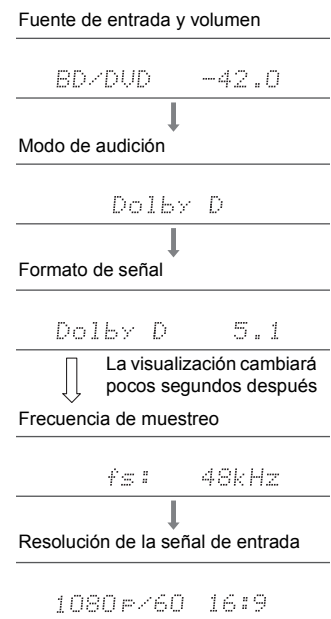 Fuente de entrada y volumen
BD/DVD -42.0
Modo de audición
Dolby D
Formato de señal
Dolby D 5.1
La visualización cambiará
pocos segundos después
Frecuencia de muestreo
fs: 48kHz
Resolución de la señal de entrada
1080p/60 16:9